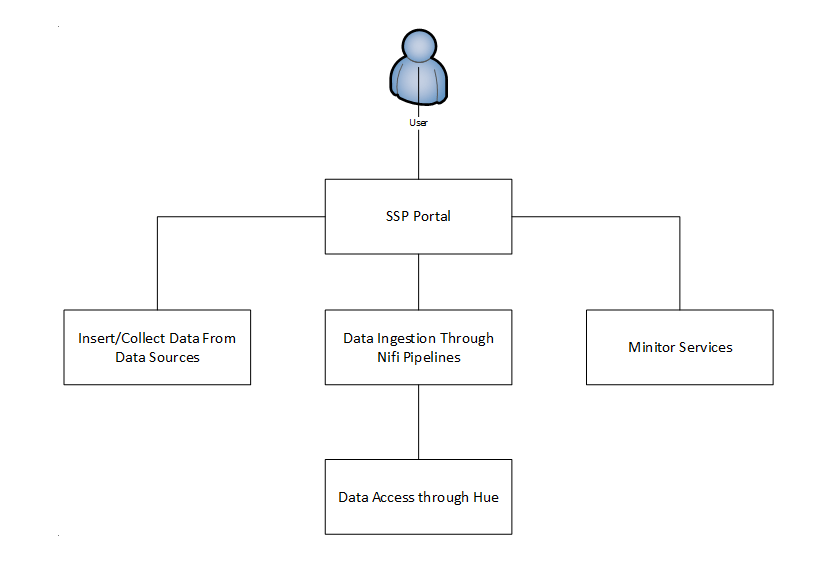 User
SSP Portal
Insert/Collect Data From
Data Sources
Data Ingestion Through
Nifi Pipelines
Minitor Services
Data Access through Hue